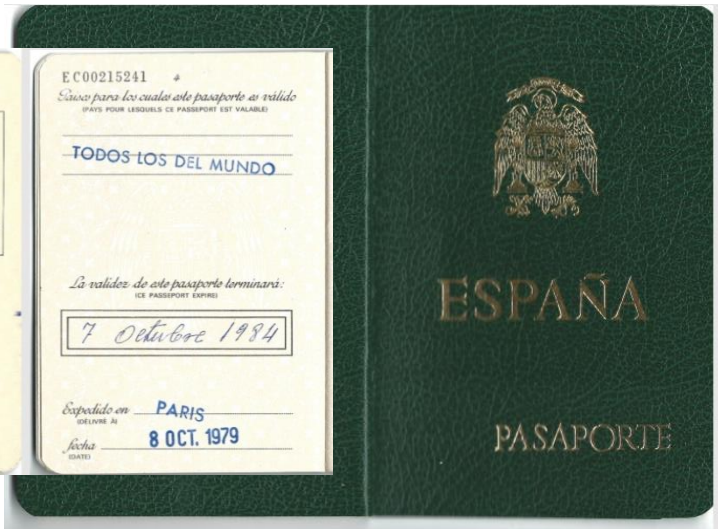 EC00215241
Países para los cuales este pasaporte es válido
(PAYS POUR LESQUELS CE PASSEPORT EST VALABLE)
TODOS LOS DEL MUNDO
La validez de este pasaporte terminará:
(CE PASSEPORT EXPIRE)
7 Octubre 1984
Expedido en PARIS
(DÉLIVRÉ À)
fecha 8 OCT. 1979
(DATE)
ESPAÑA
PASAPORTE